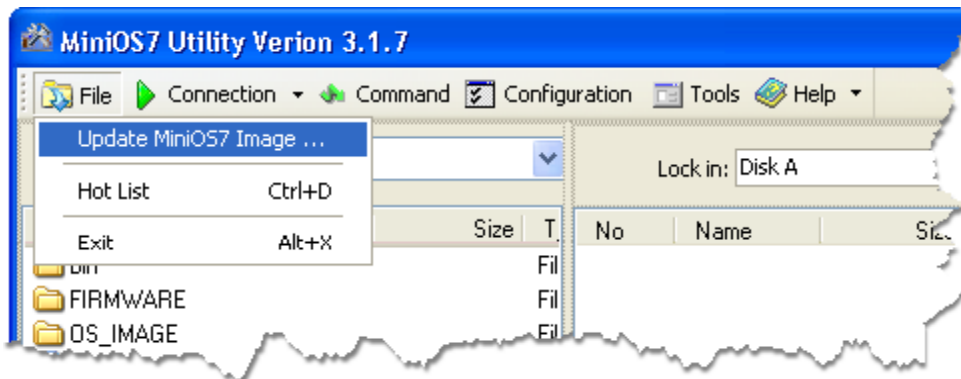 MiniOS7 Utility Verion 3.1.7
File Connection Command Configuration Tools Help
Update MiniOS7 Image ...
Lock in: Disk A
Hot List Ctrl+D
Size T No Name
Exit Alt+X
Fil
FIRMWARE Fil
OS_IMAGE Fil